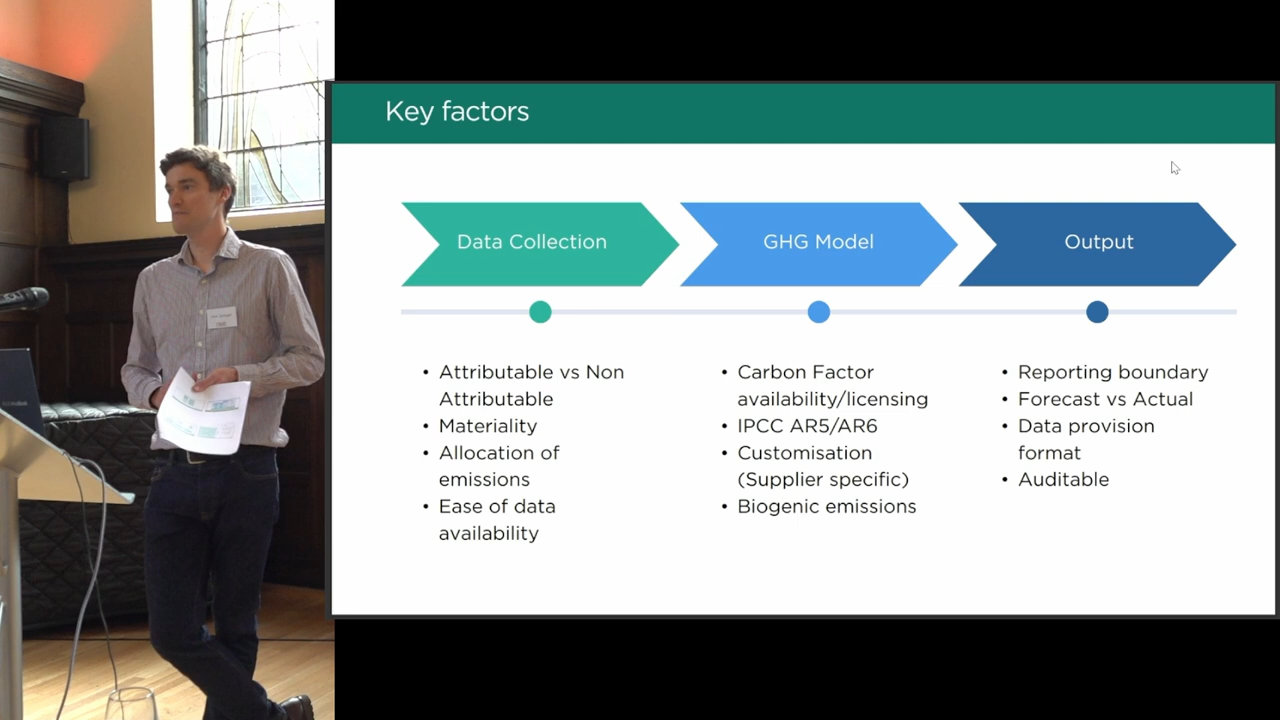 Key factors
Data Collection
GHG Model
Output
• Attributable vs Non
Attributable
• Materiality
• Allocation of
emissions
• Ease of data
availability
• Carbon Factor
availability/licensing
• IPCC AR5/AR6
• Customisation
(Supplier specific)
• Biogenic emissions
• Reporting boundary
• Forecast vs Actual
• Data provision
format
• Auditable